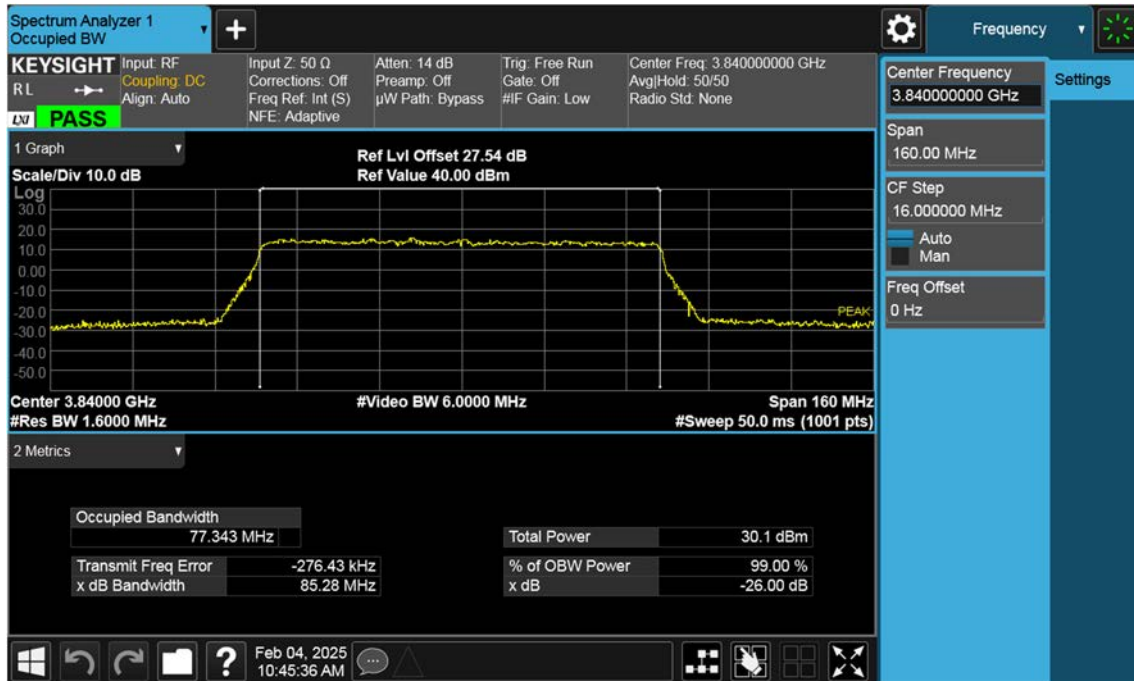 Spectrum Analyzer 1
Occupied BW
+
Frequency
KEYSIGHT
RL
LXI PASS
Input: RF
Coupling: DC
Align: Auto
Input Z: 50 Ω
Corrections: Off
Freq Ref: Int (S)
NFE: Adaptive
Atten: 14 dB
Preamp: Off
µW Path: Bypass
Trig: Free Run
Gate: Off
#IF Gain: Low
Center Freq: 3.840000000 GHz
Avg|Hold: 50/50
Radio Std: None
Center Frequency
3.840000000 GHz
Settings
Span
160.00 MHz
CF Step
16.000000 MHz
Auto
Man
Freq Offset
0 Hz
1 Graph
Scale/Div 10.0 dB
Ref Lvl Offset 27.54 dB
Ref Value 40.00 dBm
Log
30.0
20.0
10.0
0.00
-10.0
-20.0
-30.0
-40.0
-50.0
PEAK
Center 3.84000 GHz
#Video BW 6.0000 MHz
Span 160 MHz
#Res BW 1.6000 MHz
#Sweep 50.0 ms (1001 pts)
2 Metrics
Occupied Bandwidth
77.343 MHz
Total Power 30.1 dBm
Transmit Freq Error -276.43 kHz
% of OBW Power 99.00 %
x dB Bandwidth 85.28 MHz
x dB -26.00 dB
?
Feb 04, 2025
10:45:36 AM